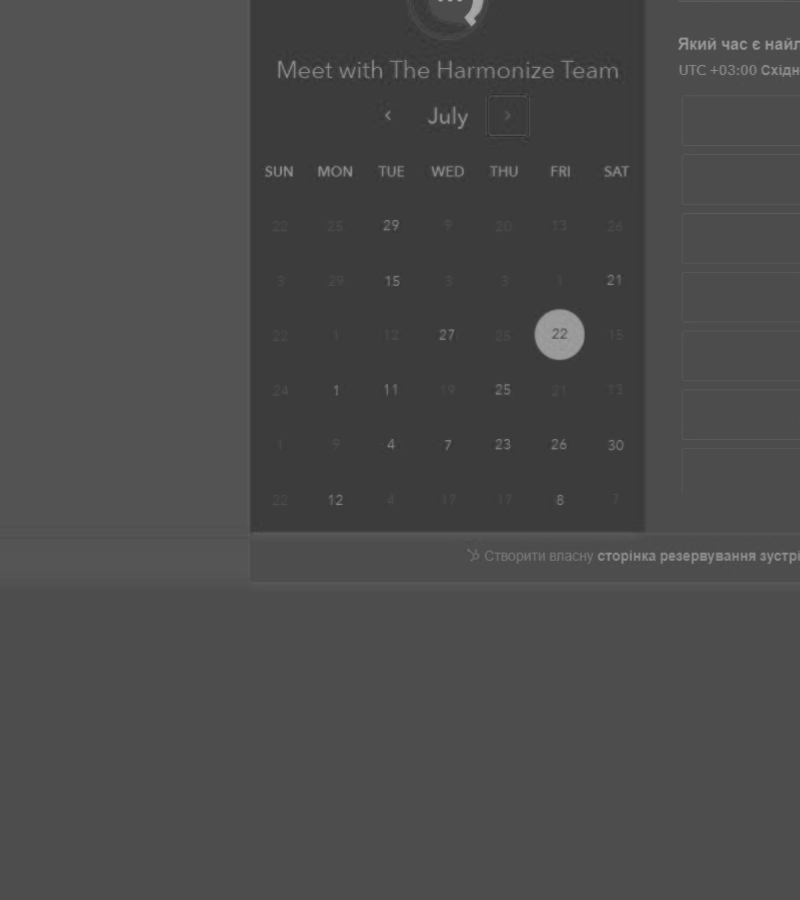 Meet with The Harmonize Team
July
SUN MON TUE WED THU FRI SAT
22 25 29 9 20 13 26
3 29 15 3 3 1 21
22 1 12 27 25 22 15
24 1 11 19 25 21 13
1 9 4 7 23 26 30
22 12 4 17 17 8 7
Який час є найл
UTC +03:00 Східн
Створити власну сторінка резервування зустрі